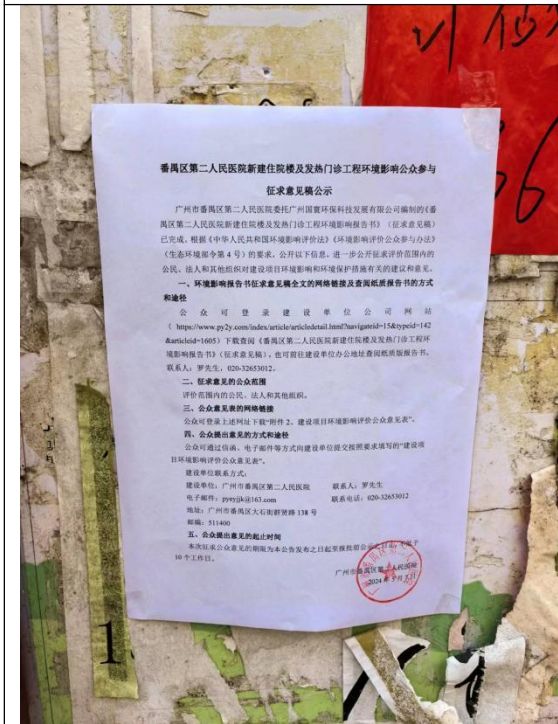 番禺区第二人民医院新建住院楼及发热门诊工程环境影响公众参与
征求意见稿公示
广州市番禺区第二人民医院委托广州国寰环保科技发展有限公司编制的《番
禺区第二人民医院新建住院楼及发热门诊工程环境影响报告书》（征求意见稿）
已完成，根据《中华人民共和国环境影响评价法》《环境影响评价公众参与办法》
（生态环境部令第 4 号）的要求，公开以下信息，进一步公开征求评价范围内的
公民、法人和其他组织对建设项目环境影响和环境保护措施有关的建议和意见。
一、环境影响报告书征求意见稿全文的网络链接及查阅纸质报告书的方式
和途径
公众可登录建设单位公司网站
（ https://www.py2y.com/index/article/articledetail.html?navigateid=15&typeid=142
&articleid=1605）下载查阅《番禺区第二人民医院新建住院楼及发热门诊工程环
境影响报告书》（征求意见稿），也可前往建设单位办公地址查阅纸质版报告书。
联系人：罗先生，020-32653012。
二、征求意见的公众范围
评价范围内的公民、法人和其他组织。
三、公众意见表的网络链接
公众可登录上述网址下载“附件 2、建设项目环境影响评价公众意见表”。
四、公众提出意见的方式和途径
公众可通过信函、电子邮件等方式向建设单位提交按照要求填写的“建设项
目环境影响评价公众意见表”。
建设单位联系方式：
建设单位：广州市番禺区第二人民医院 联系人：罗先生
电子邮件：pyeyjjk@163.com 联系电话：020-32653012
地址：广州市番禺区大石街群贤路 138 号
邮编：511400
五、公众提出意见的起止时间
本次征求公众意见的期限为本公告发布之日起至报批前公示之日止，不低于
10 个工作日。
广州市番禺区第二人民医院
2024 年